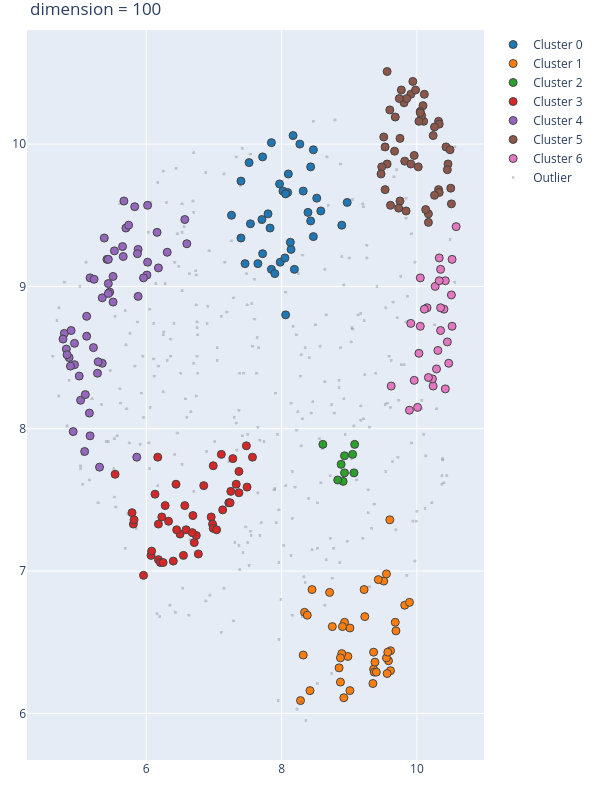 dimension = 100
Cluster 0
Cluster 1
Cluster 2
Cluster 3
Cluster 4
Cluster 5
Cluster 6
Outlier
10
9
8
7
6
6
8
10